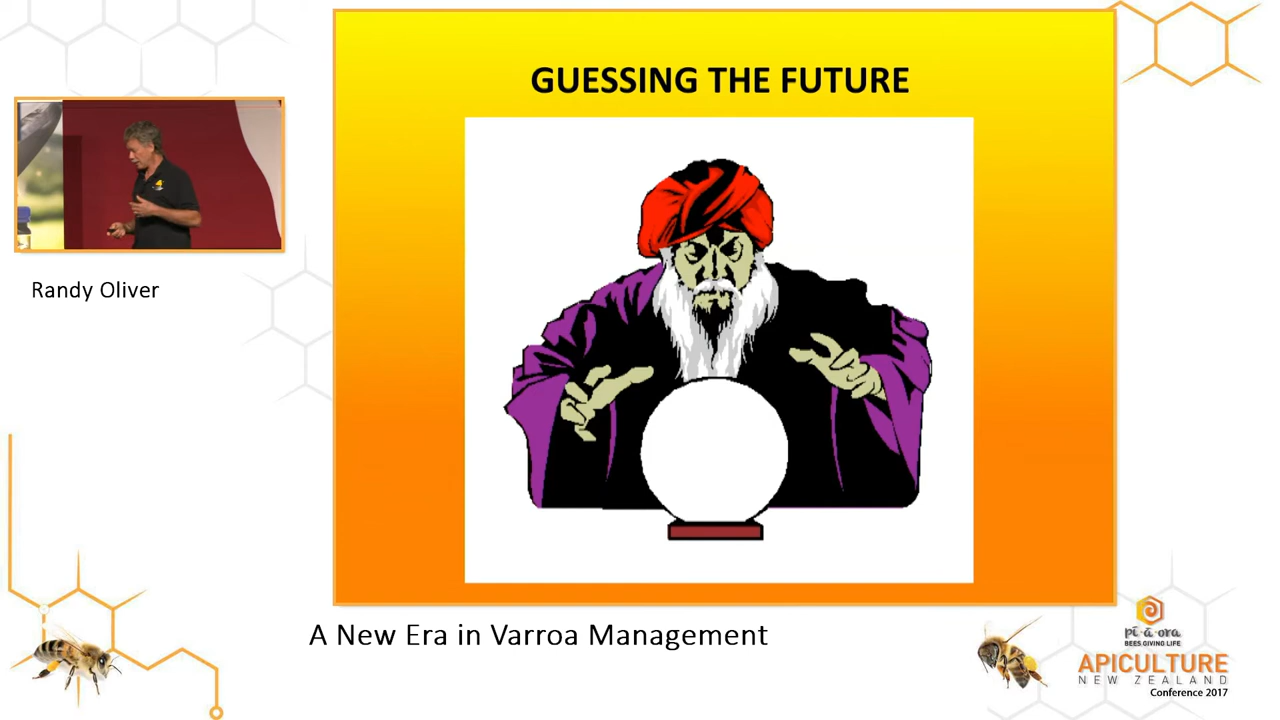 GUESSING THE FUTURE
Randy Oliver
A New Era in Varroa Management
pī-ā-ora
BEES GIVING LIFE
APICULTURE
NEW ZEALAND
Conference 2017